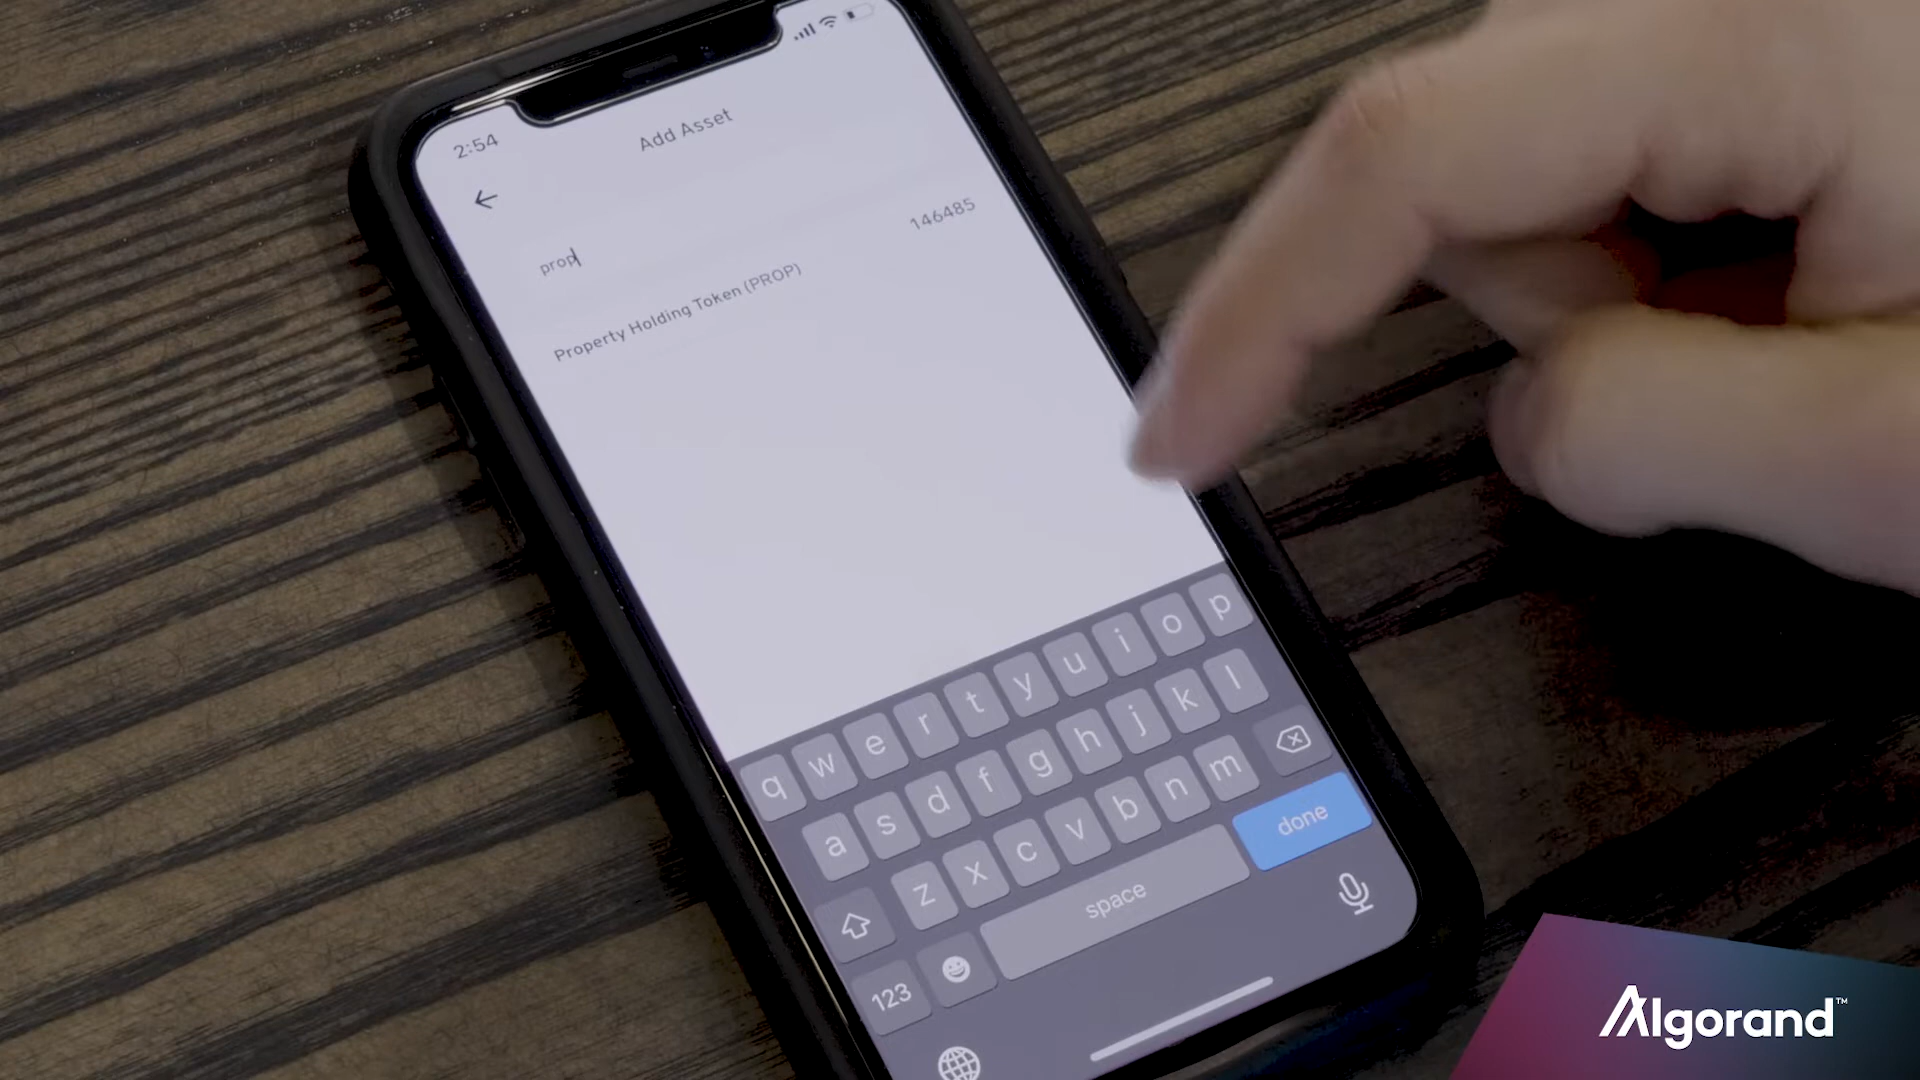 2:54
Add Asset
prop
146485
Property Holding Token (PROP)
q w e r t y u i o p
a s d f g h j k l
z x c v b n m
123
space
done
Algorand™